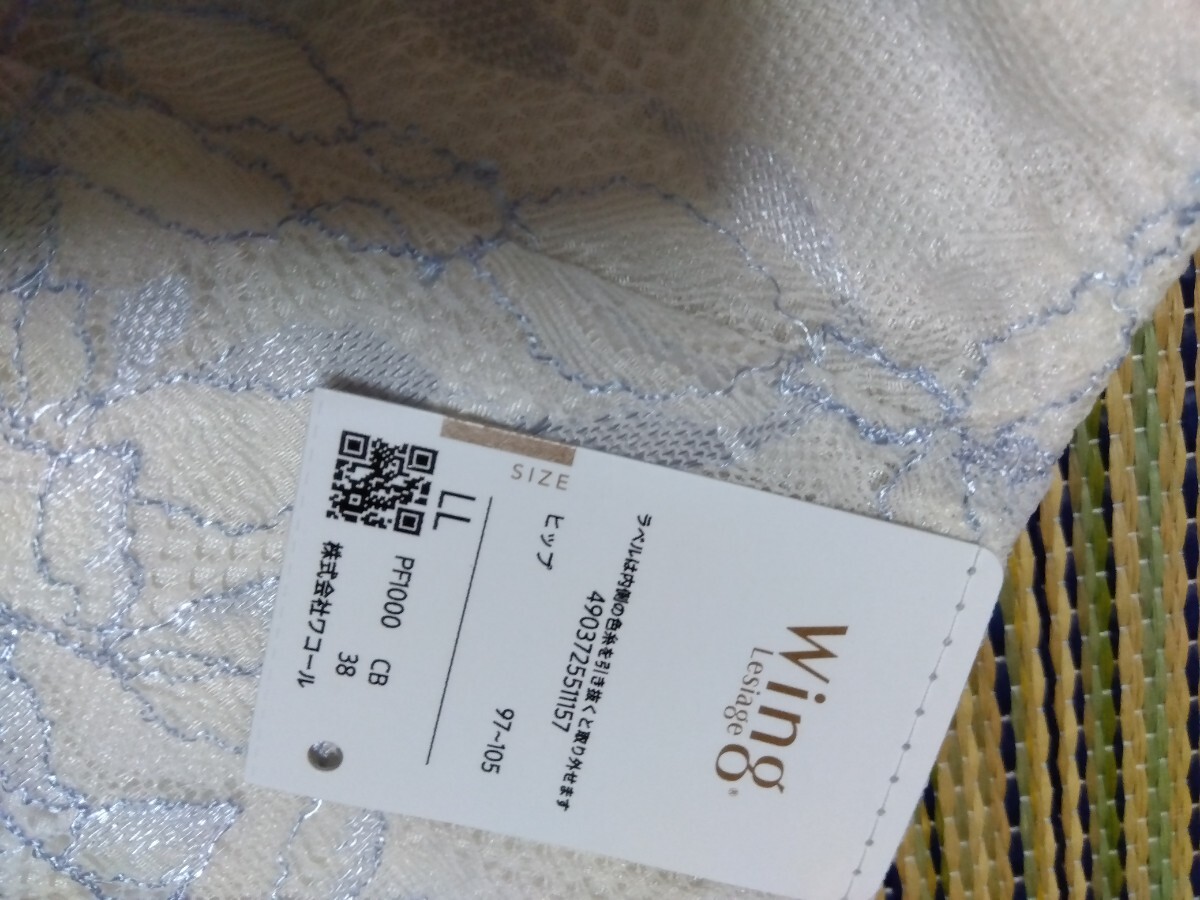 Wing
Lesiage®
ラベルは内側の色糸を引き抜くと取り外せます
4903725511157
SIZE
ヒップ 97~105
LL
PF1000 CB 38
株式会社ワコール